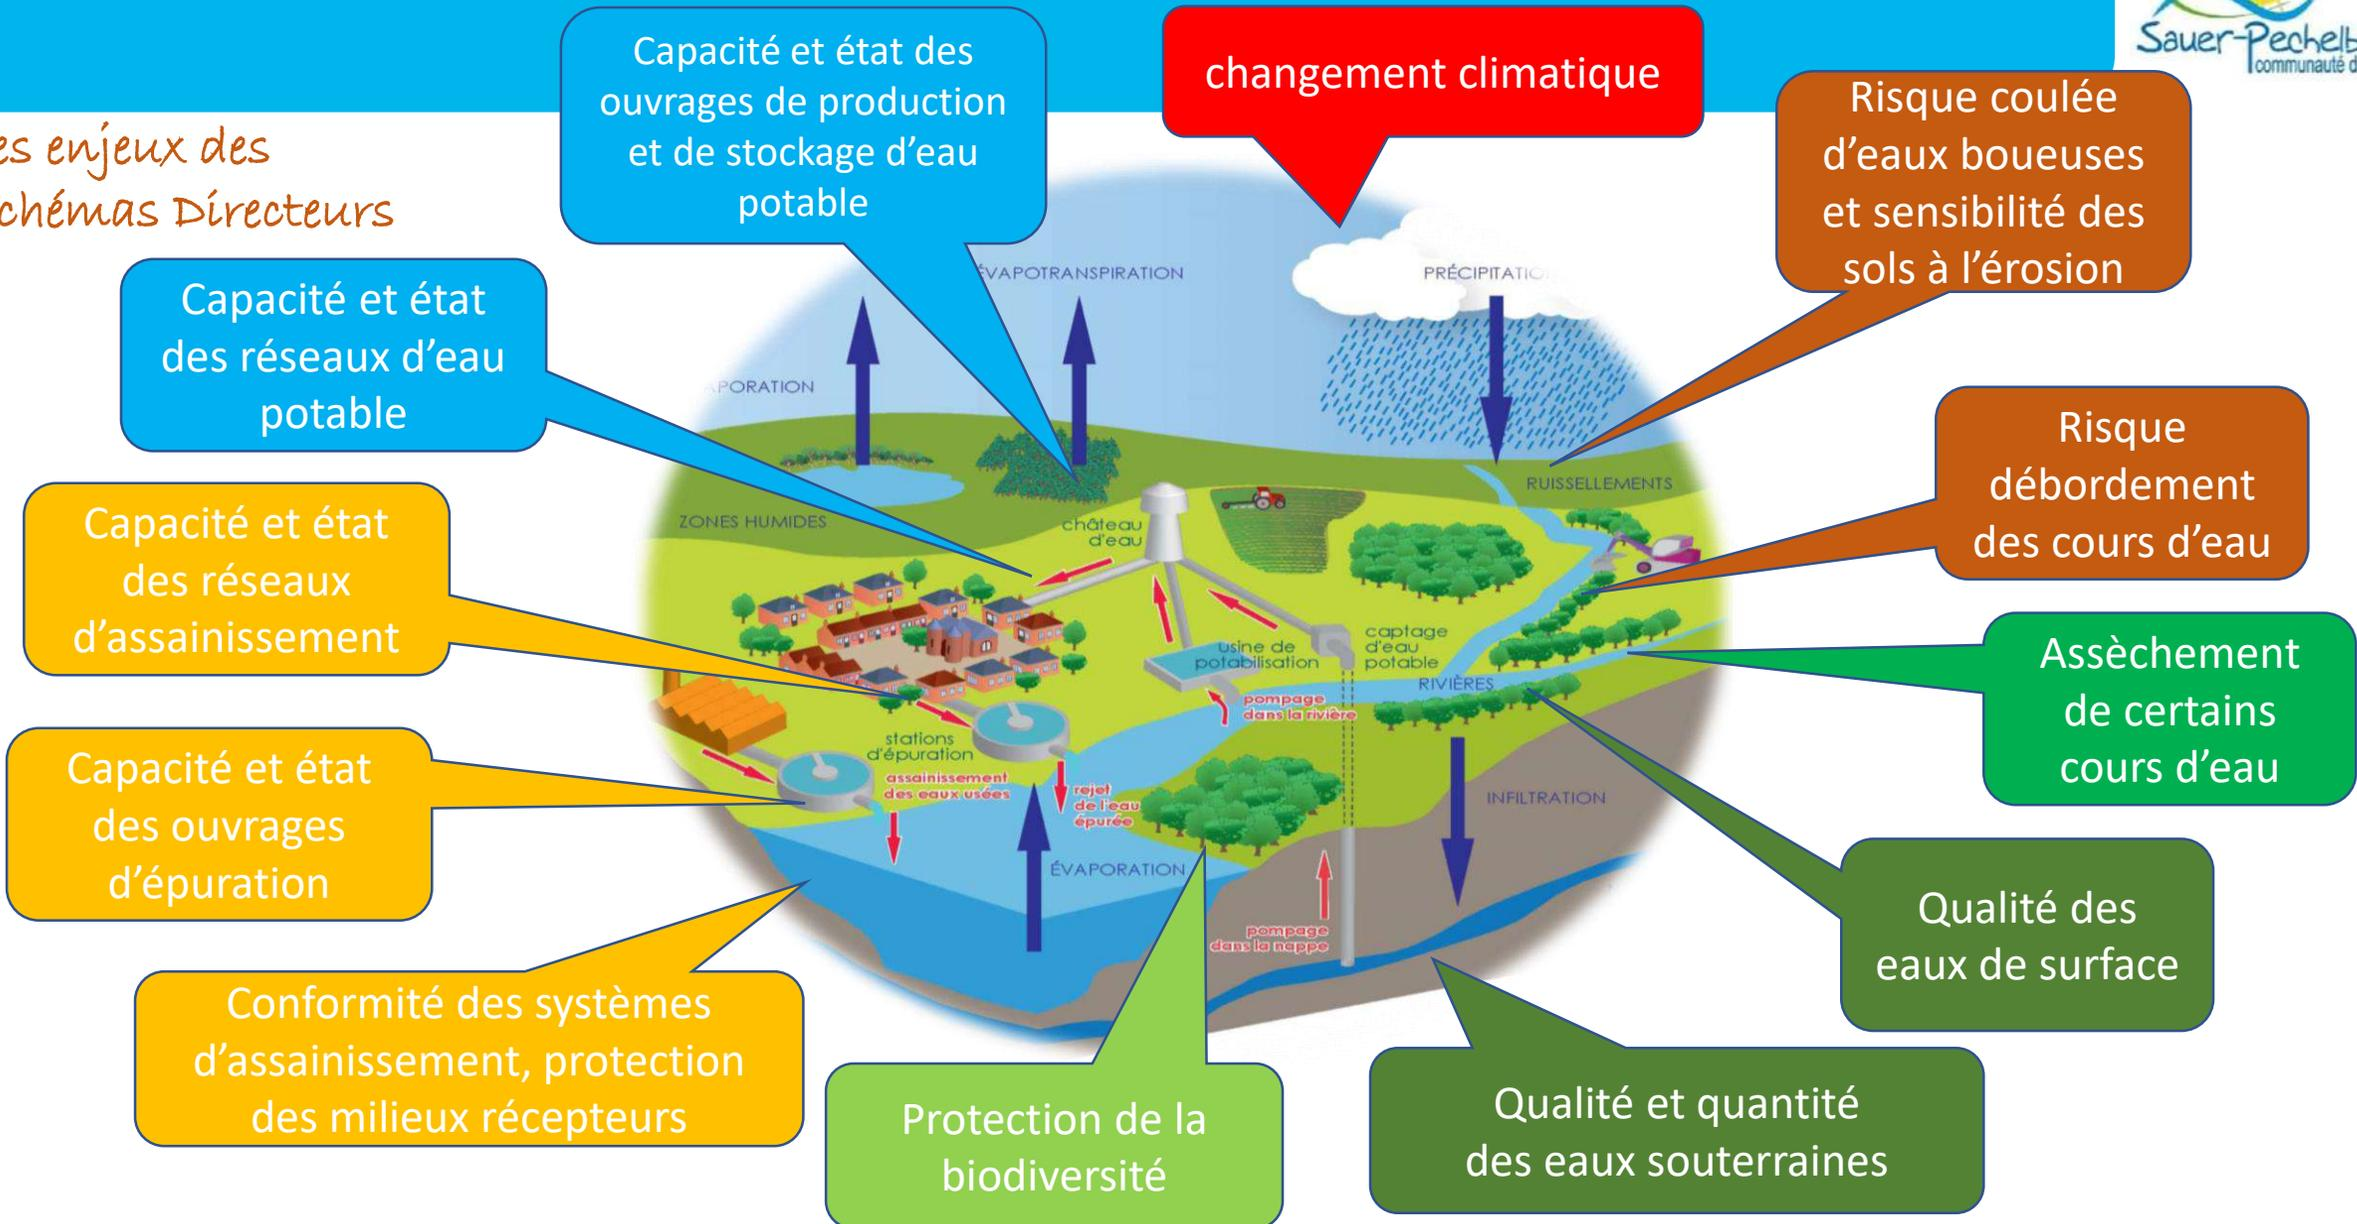 Sauer-Pechelb
communauté d
es enjeux des
chémas Directeurs
Capacité et état des
ouvrages de production
et de stockage d’eau
potable
changement climatique
Risque coulée
d’eaux boueuses
et sensibilité des
sols à l’érosion
Capacité et état
des réseaux d’eau
potable
Risque
débordement
des cours d’eau
Capacité et état
des réseaux
d’assainissement
Assèchement
de certains
cours d’eau
Capacité et état
des ouvrages
d’épuration
Qualité des
eaux de surface
Conformité des systèmes
d’assainissement, protection
des milieux récepteurs
Protection de la
biodiversité
Qualité et quantité
des eaux souterraines
ÉVAPOTRANSPIRATION
PRÉCIPITATIO
APORATION
ZONES HUMIDES
RUISSELLEMENTS
château
d'eau
usine de
potabilisation
captage
d'eau
potable
RIVIÈRES
pompage
dans la rivière
stations
d'épuration
assainissement
des eaux usées
rejet
de l'eau
épurée
INFILTRATION
ÉVAPORATION
pompage
dans la nappe